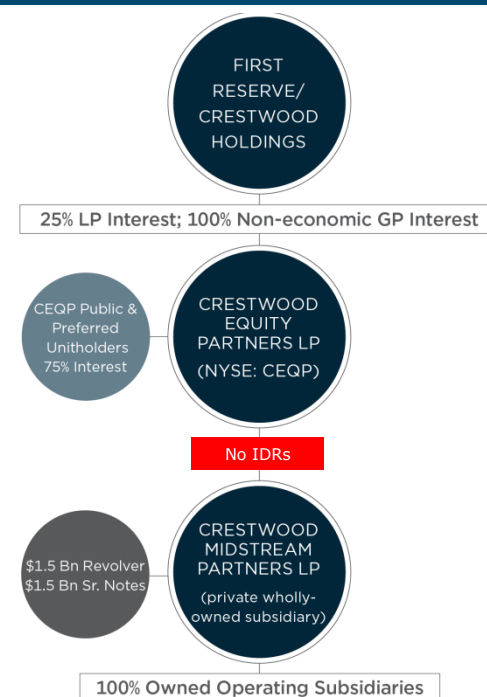 FIRST
RESERVE/
CRESTWOOD
HOLDINGS
25% LP Interest; 100% Non-economic GP Interest
CEQP Public &
Preferred
Unitholders
75% Interest
CRESTWOOD
EQUITY
PARTNERS LP
(NYSE: CEQP)
No IDRs
$1.5 Bn Revolver
$1.5 Bn Sr. Notes
CRESTWOOD
MIDSTREAM
PARTNERS LP
(private wholly-
owned subsidiary)
100% Owned Operating Subsidiaries